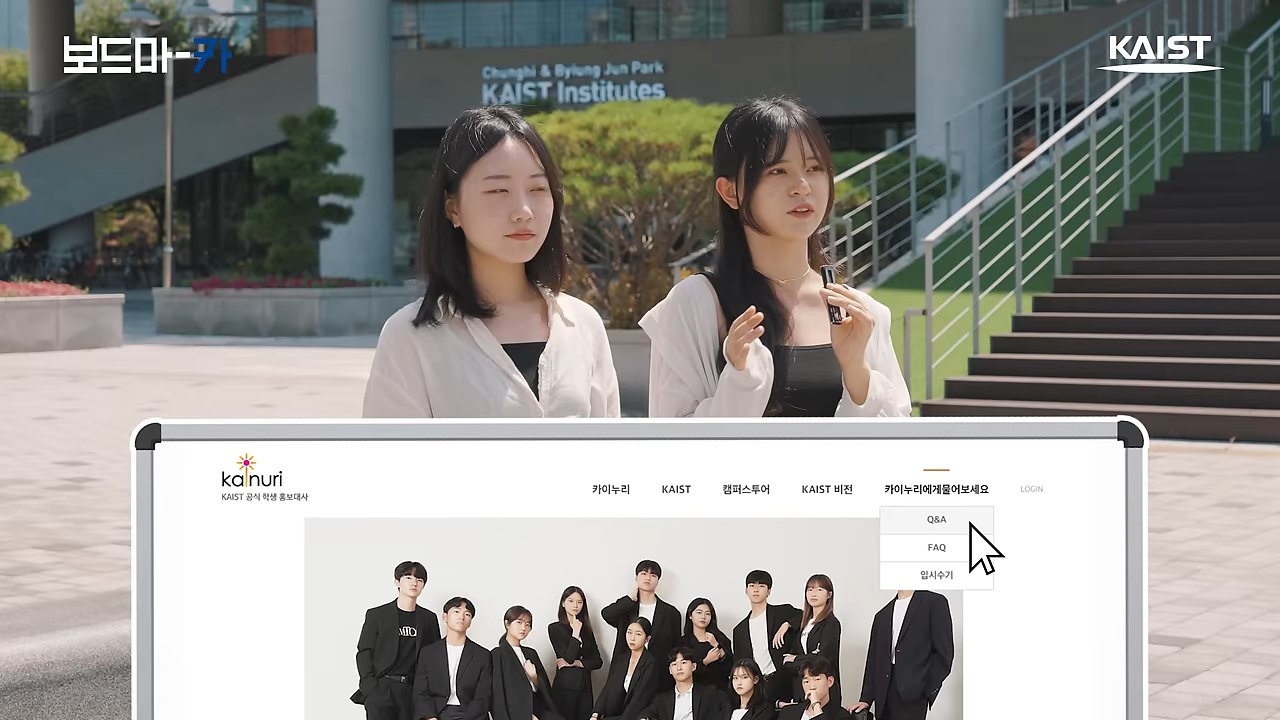 보드마-카
KAIST
Chunghi & Byiung Jun Park
KAIST Institutes
kainuri
KAIST 공식 학생 홍보대사
카이누리
KAIST
캠퍼스투어
KAIST 비전
카이누리에게물어보세요
LOGIN
Q&A
FAQ
입시수기